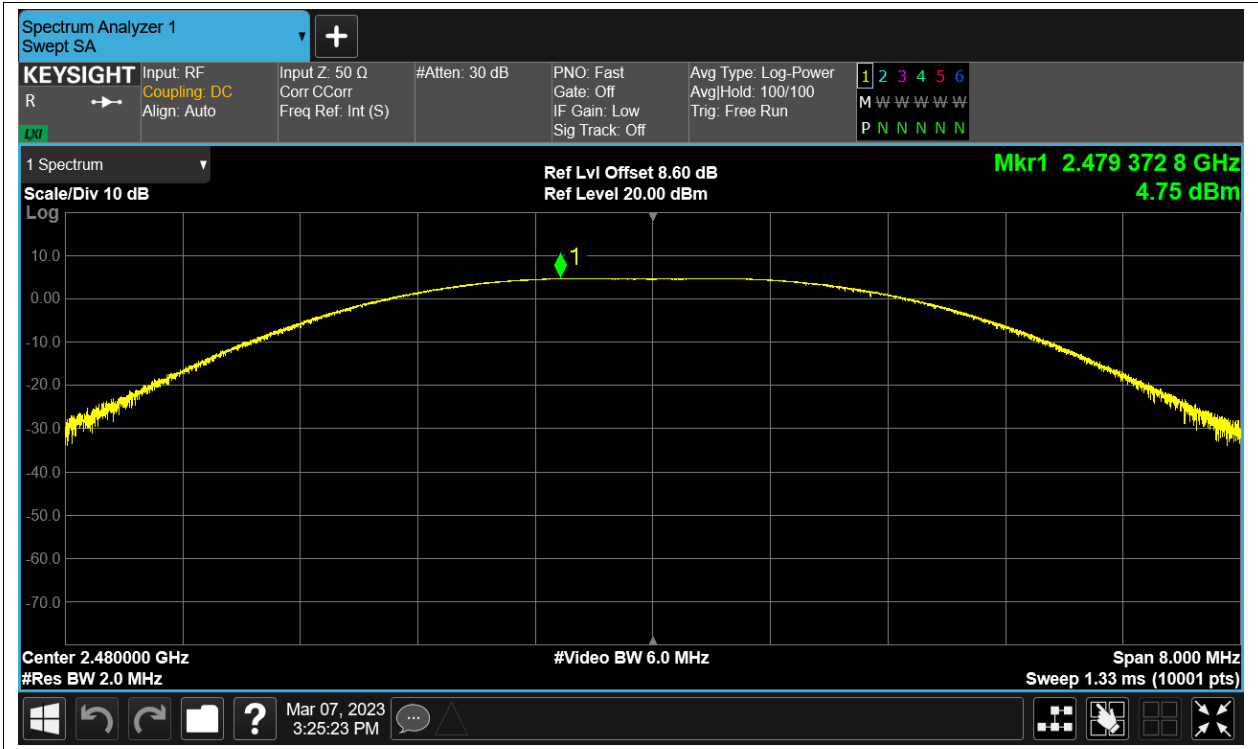 Spectrum Analyzer 1
Swept SA
KEYSIGHT
R
LXI
Input: RF
Coupling: DC
Align: Auto
Input Z: 50 Ω
Corr CCorr
Freq Ref: Int (S)
#Atten: 30 dB
PNO: Fast
Gate: Off
IF Gain: Low
Sig Track: Off
Avg Type: Log-Power
Avg|Hold: 100/100
Trig: Free Run
1 2 3 4 5 6
M W W W W W W
P N N N N N
1 Spectrum
Scale/Div 10 dB
Log
Ref Lvl Offset 8.60 dB
Ref Level 20.00 dBm
Mkr1 2.479 372 8 GHz
4.75 dBm
1
10.0
0.00
-10.0
-20.0
-30.0
-40.0
-50.0
-60.0
-70.0
Center 2.480000 GHz
#Res BW 2.0 MHz
#Video BW 6.0 MHz
Span 8.000 MHz
Sweep 1.33 ms (10001 pts)
?
Mar 07, 2023
3:25:23 PM